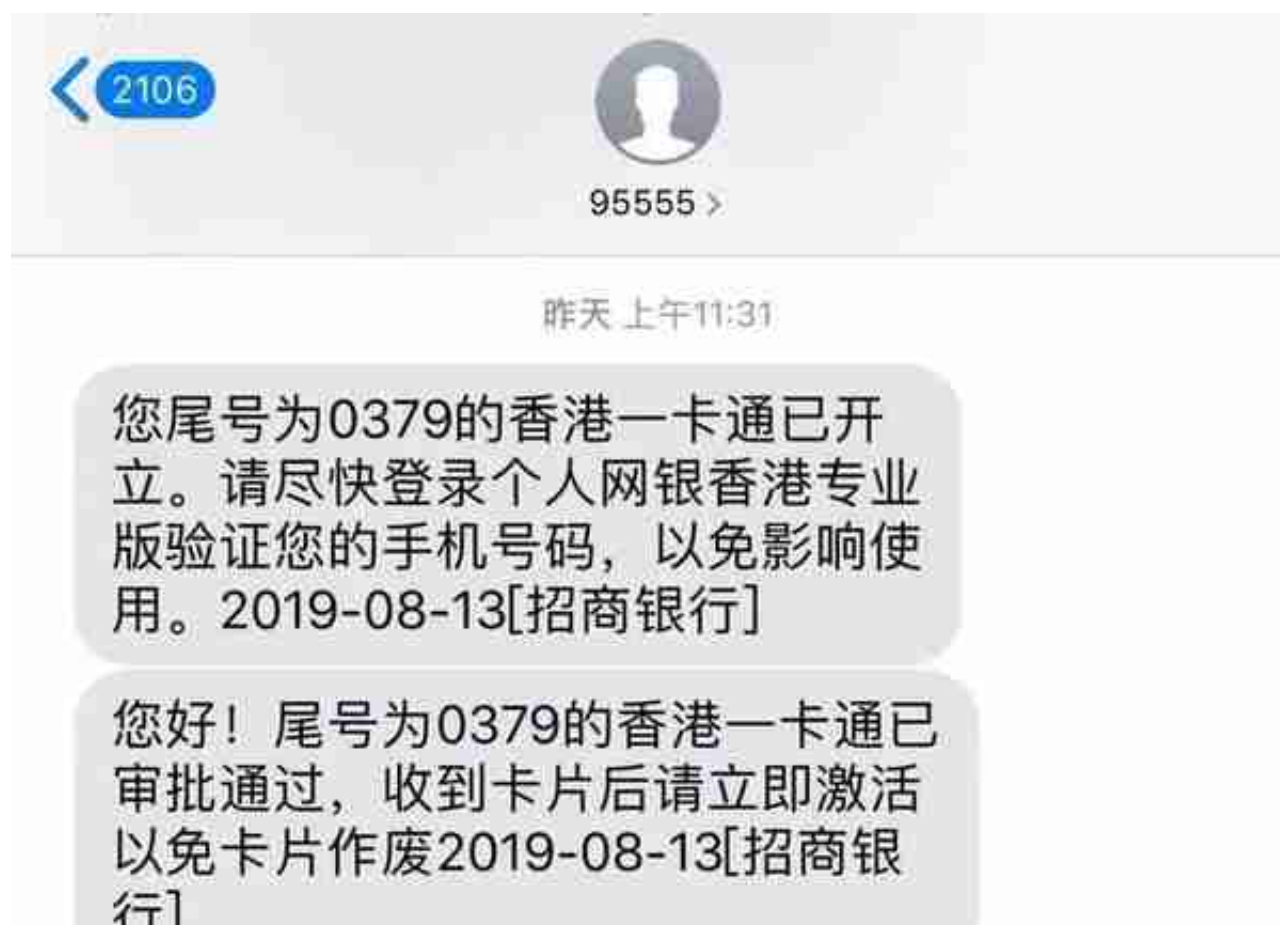 2106
95555
昨天 上午11:31
您尾号为0379的香港一卡通已开
立。请尽快登录个人网银香港专业
版验证您的手机号码，以免影响使
用。2019-08-13[招商银行]
您好！尾号为0379的香港一卡通已
审批通过，收到卡片后请立即激活
以免卡片作废2019-08-13[招商银
行]